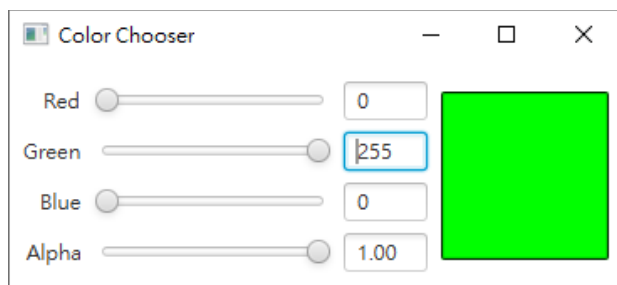 Color Chooser
Red 0
Green 255
Blue 0
Alpha 1.00